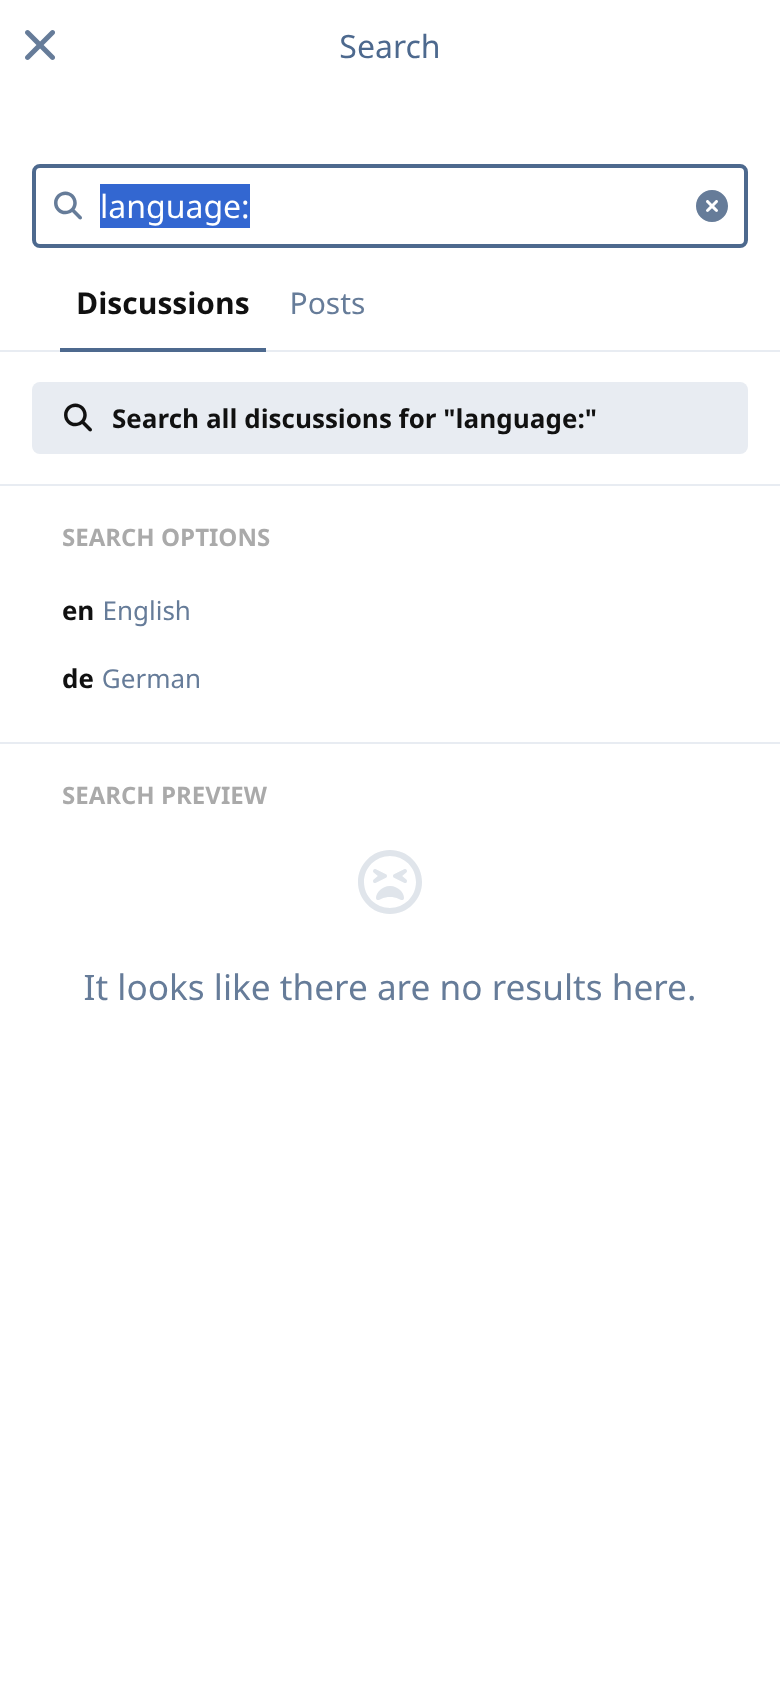 Search
language:
Discussions Posts
Search all discussions for "language:"
SEARCH OPTIONS
en English
de German
SEARCH PREVIEW
It looks like there are no results here.